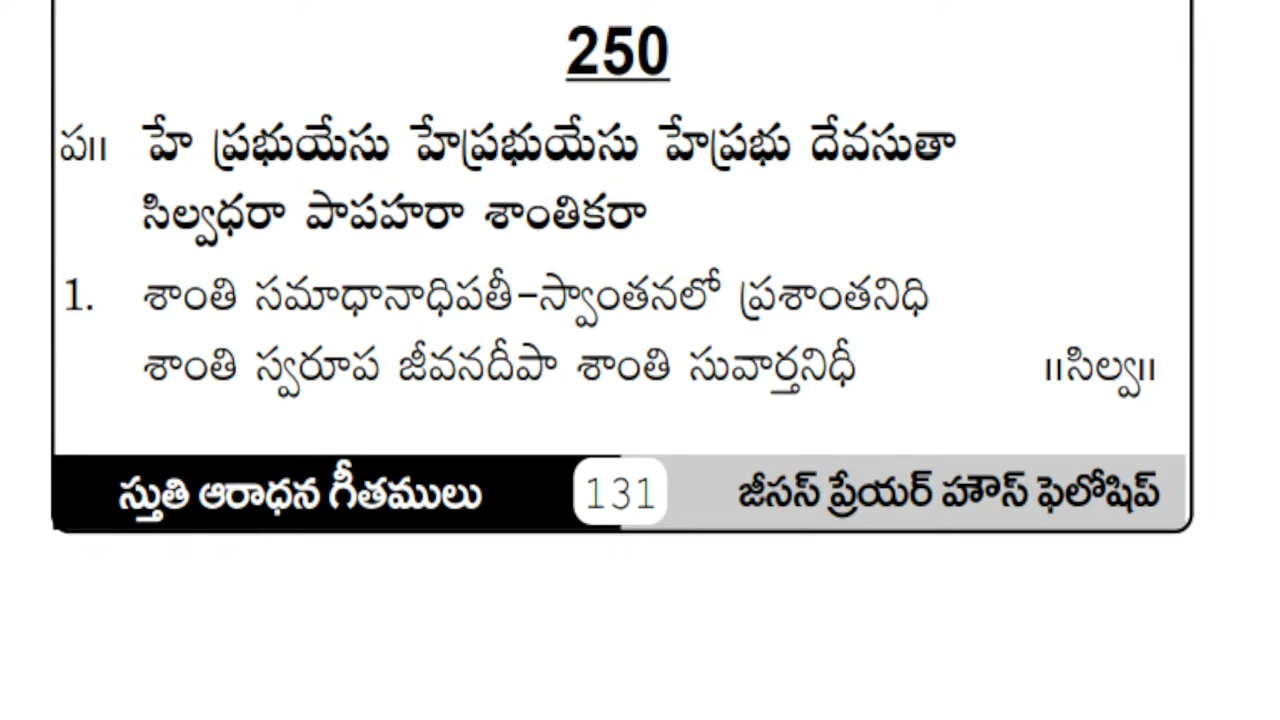 250
ప॥ హే ప్రభుయేసు హేప్రభుయేసు హేప్రభు దేవసుతా
సిల్వధరా పాపహరా శాంతికరా
1. శాంతి సమాధానాధిపతీ-స్వాంతనలో ప్రశాంతనిధి
శాంతి స్వరూప జీవనదీపా శాంతి సువార్తనిధీ ॥సిల్వ॥
స్తుతి ఆరాధన గీతములు 131 జీసస్ ప్రేయర్ హౌస్ ఫెలోషిప్